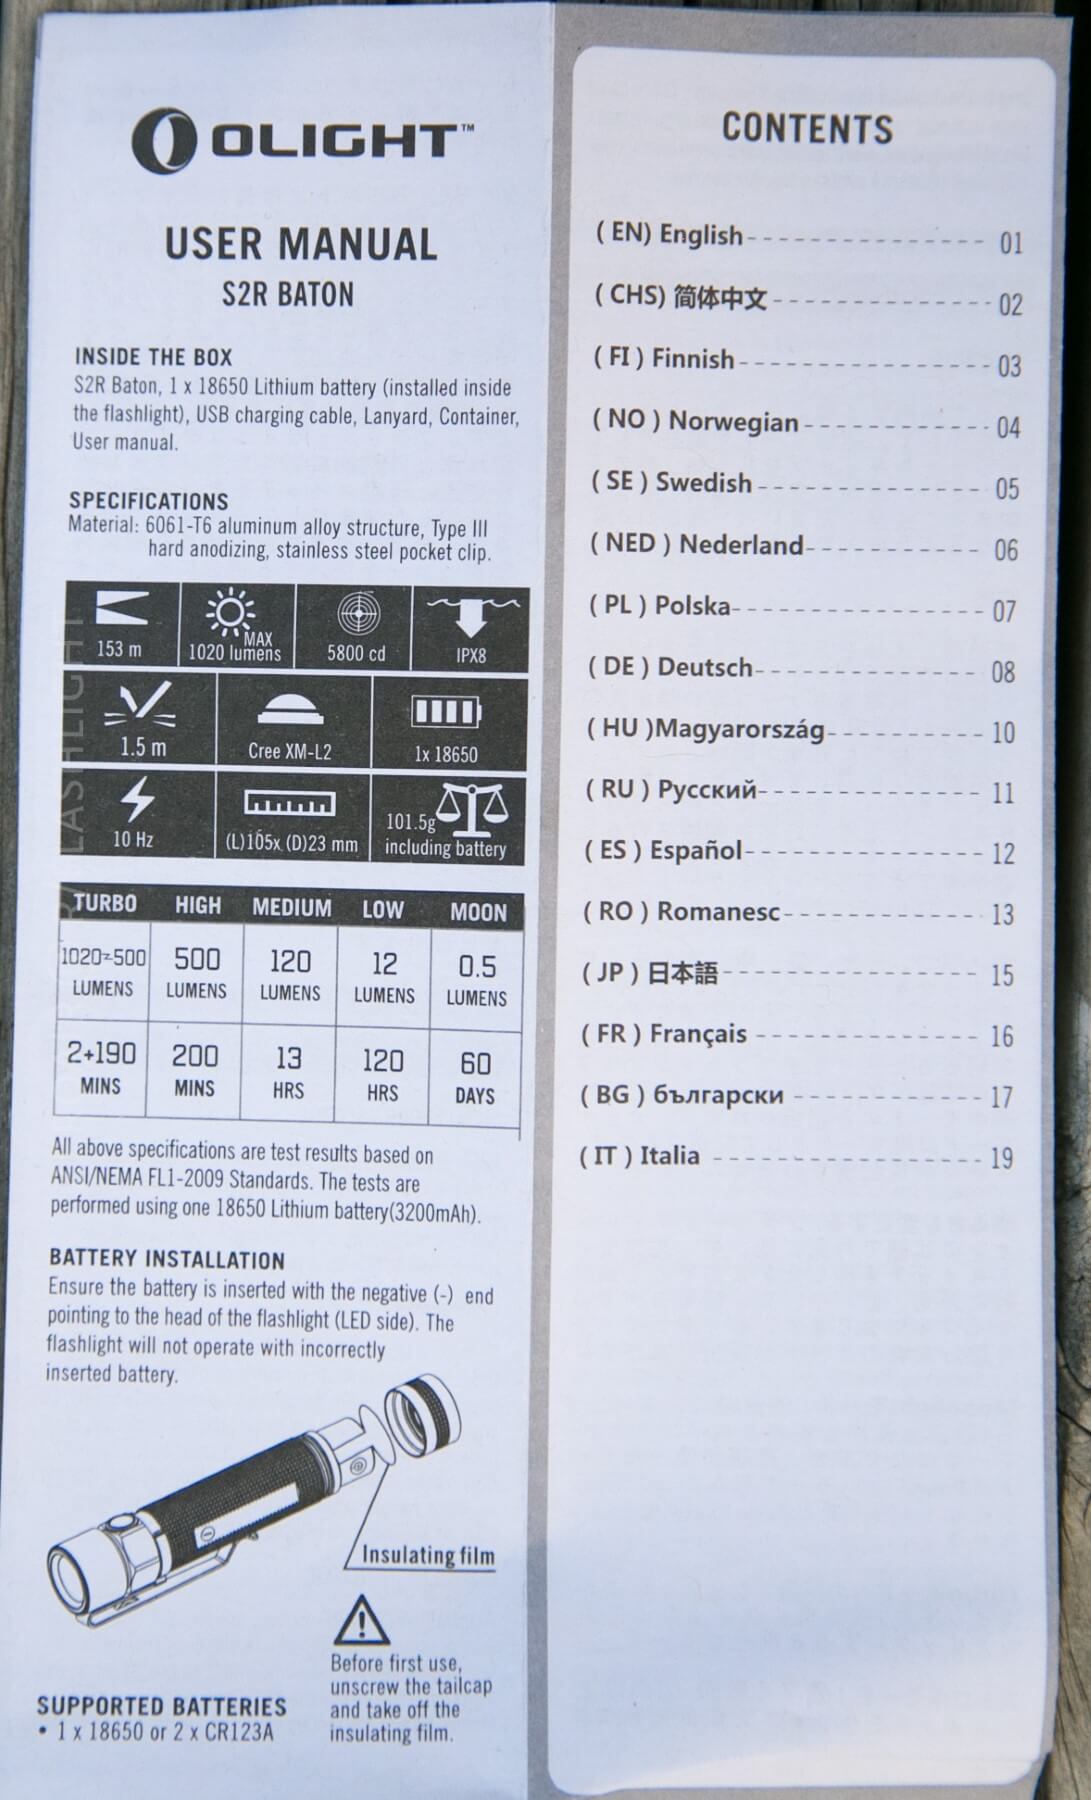 OLIGHT™
USER MANUAL
S2R BATON
INSIDE THE BOX
S2R Baton, 1 x 18650 Lithium battery (installed inside
the flashlight), USB charging cable, Lanyard, Container,
User manual.
SPECIFICATIONS
Material: 6061-T6 aluminum alloy structure, Type III
hard anodizing, stainless steel pocket clip.
153 m
MAX
1020 lumens
5800 cd
IPX8
1.5 m
Cree XM-L2
1x 18650
10 Hz
(L)105x (D)23 mm
101.5g
including battery
TURBO HIGH MEDIUM LOW MOON
1020~500 500 120 12 0.5
LUMENS LUMENS LUMENS LUMENS LUMENS
2+190 200 13 120 60
MINS MINS HRS HRS DAYS
All above specifications are test results based on
ANSI/NEMA FL1-2009 Standards. The tests are
performed using one 18650 Lithium battery(3200mAh).
BATTERY INSTALLATION
Ensure the battery is inserted with the negative (-) end
pointing to the head of the flashlight (LED side). The
flashlight will not operate with incorrectly
inserted battery.
Insulating film
Before first use,
unscrew the tailcap
and take off the
insulating film.
SUPPORTED BATTERIES
• 1 x 18650 or 2 x CR123A
CONTENTS
( EN) English 01
( CHS) 简体中文 02
( FI ) Finnish 03
( NO ) Norwegian 04
( SE ) Swedish 05
( NED ) Nederland 06
( PL ) Polska 07
( DE ) Deutsch 08
( HU )Magyarország 10
( RU ) Русский 11
( ES ) Español 12
( RO ) Romanesc 13
( JP ) 日本語 15
( FR ) Français 16
( BG ) български 17
( IT ) Italia 19